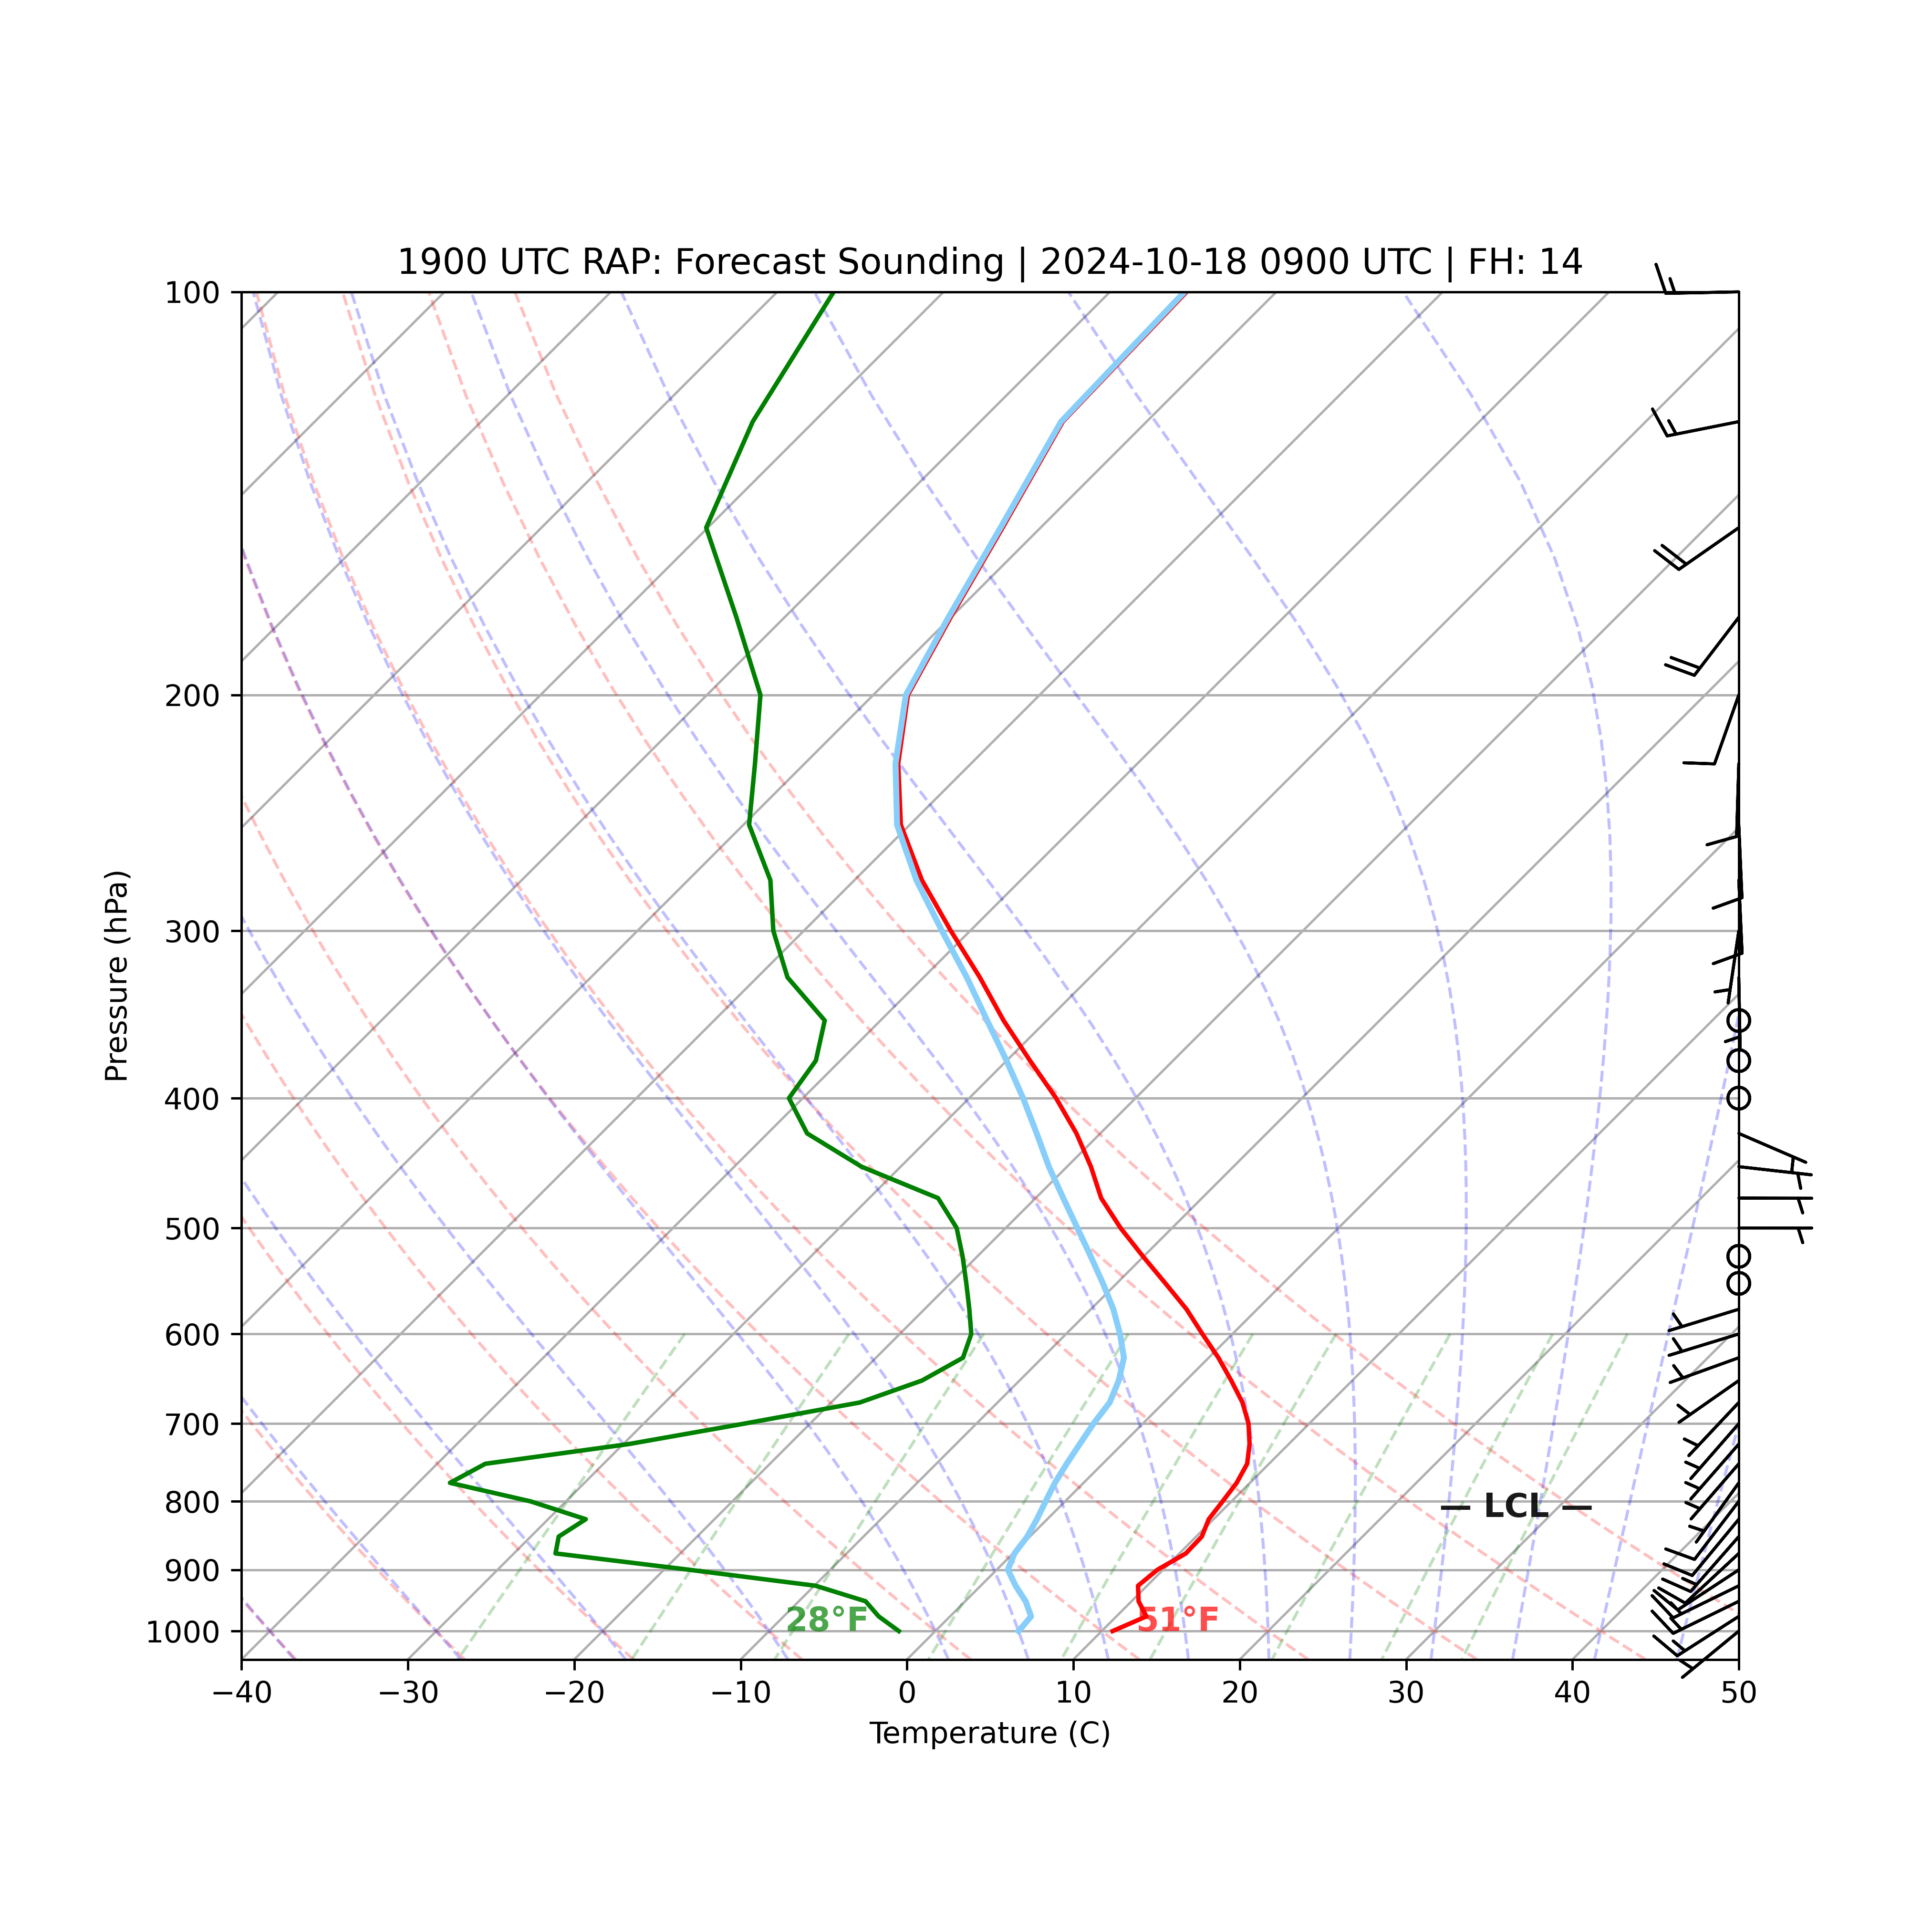 1900 UTC RAP: Forecast Sounding | 2024-10-18 0900 UTC | FH: 14
100
200
300
400
500
600
700
800
900
1000
Pressure (hPa)
— LCL —
28°F
51°F
−40 −30 −20 −10 0 10 20 30 40 50
Temperature (C)